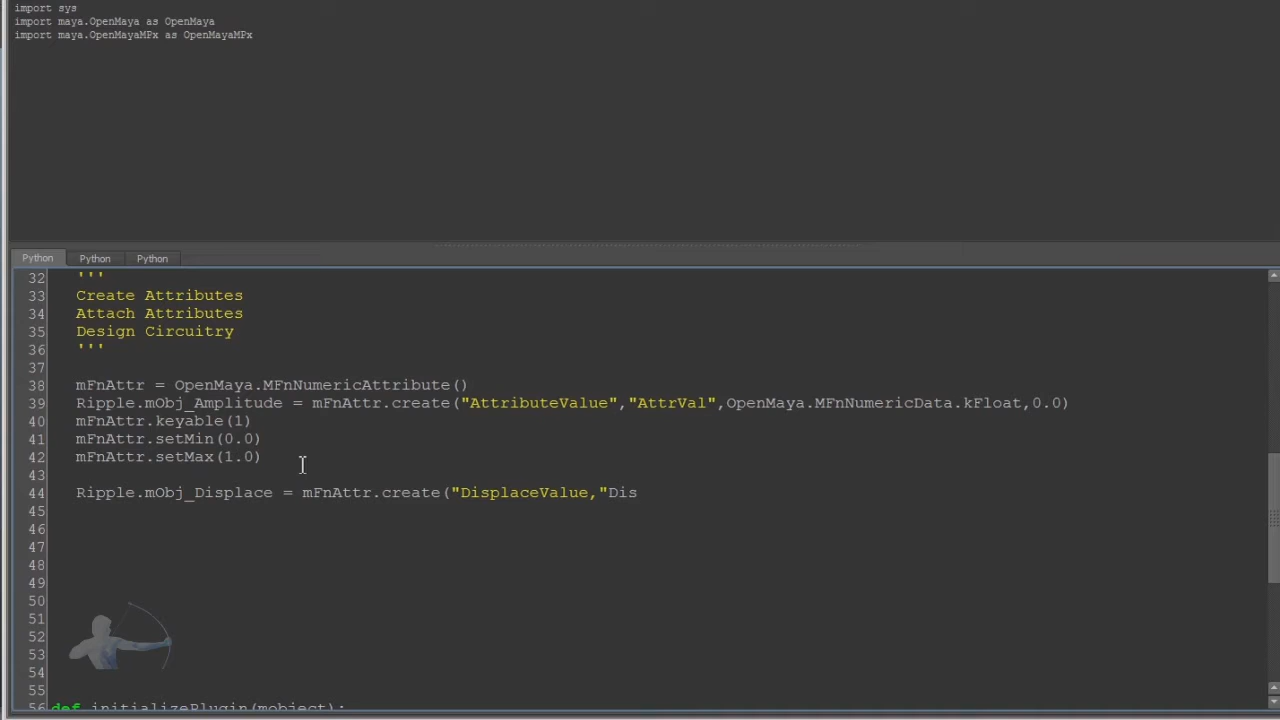 import sys
import maya.OpenMaya as OpenMaya
import maya.OpenMayaMPx as OpenMayaMPx
Python Python Python
32 '''
33 Create Attributes
34 Attach Attributes
35 Design Circuitry
36 '''
37
38 mFnAttr = OpenMaya.MFnNumericAttribute()
39 Ripple.mObj_Amplitude = mFnAttr.create("AttributeValue","AttrVal",OpenMaya.MFnNumericData.kFloat,0.0)
40 mFnAttr.keyable(1)
41 mFnAttr.setMin(0.0)
42 mFnAttr.setMax(1.0)
43
44 Ripple.mObj_Displace = mFnAttr.create("DisplaceValue,"Dis
45
46
47
48
49
50
51
52
53
54
55
56 def initializePlugin(mobject):